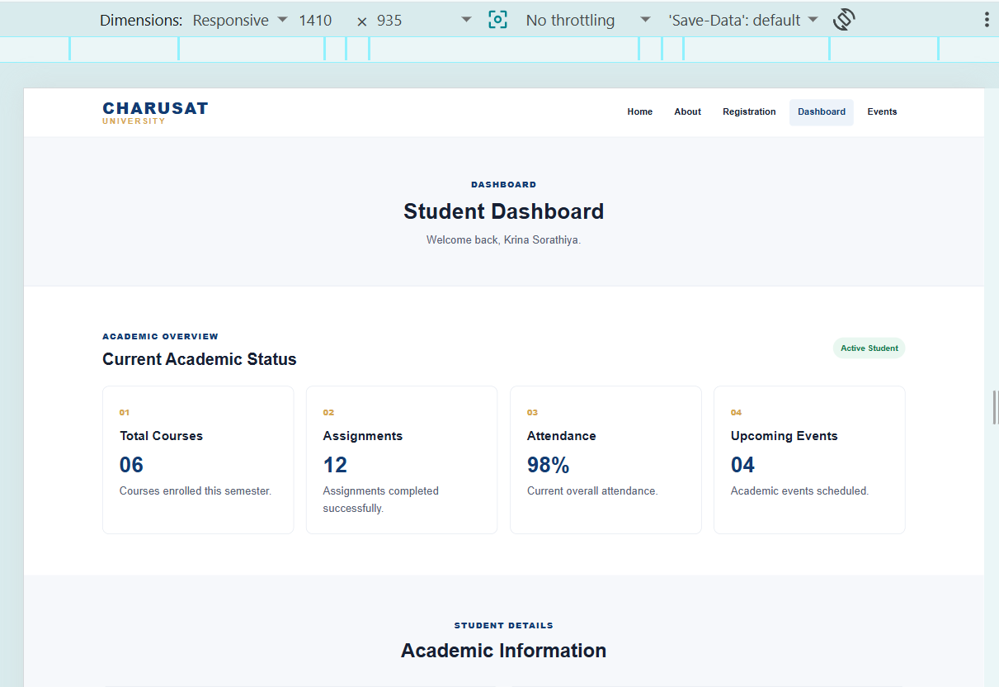 Dimensions: Responsive 1410 × 935 No throttling 'Save-Data': default
CHARUSAT
UNIVERSITY
Home About Registration Dashboard Events
DASHBOARD
Student Dashboard
Welcome back, Krina Sorathiya.
ACADEMIC OVERVIEW
Current Academic Status
Active Student
01
Total Courses
06
Courses enrolled this semester.
02
Assignments
12
Assignments completed
successfully.
03
Attendance
98%
Current overall attendance.
04
Upcoming Events
04
Academic events scheduled.
STUDENT DETAILS
Academic Information